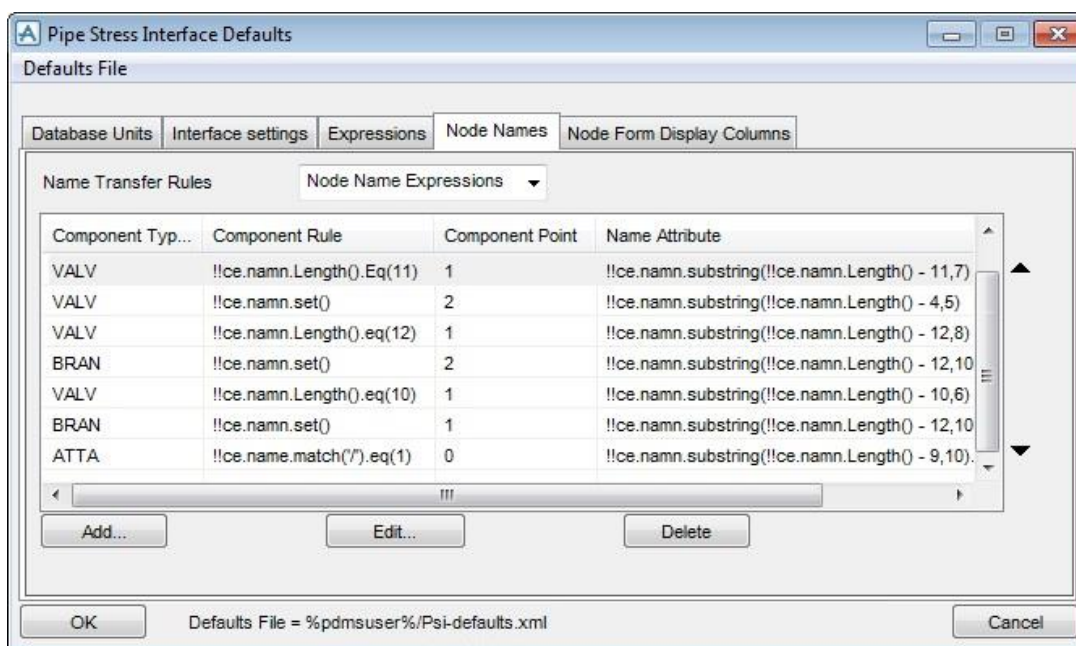 Pipe Stress Interface Defaults
Defaults File
Database Units Interface settings Expressions Node Names Node Form Display Columns
Name Transfer Rules Node Name Expressions
Component Typ... Component Rule Component Point Name Attribute
VALV !!ce.namn.Length().Eq(11) 1 !!ce.namn.substring(!!ce.namn.Length() - 11,7)
VALV !!ce.namn.set() 2 !!ce.namn.substring(!!ce.namn.Length() - 4,5)
VALV !!ce.namn.Length().eq(12) 1 !!ce.namn.substring(!!ce.namn.Length() - 12,8)
BRAN !!ce.namn.set() 2 !!ce.namn.substring(!!ce.namn.Length() - 12,10
VALV !!ce.namn.Length().eq(10) 1 !!ce.namn.substring(!!ce.namn.Length() - 10,6)
BRAN !!ce.namn.set() 1 !!ce.namn.substring(!!ce.namn.Length() - 12,10
ATTA !!ce.name.match('/').eq(1) 0 !!ce.namn.substring(!!ce.namn.Length() - 9,10).
Add... Edit... Delete
OK Defaults File = %pdmsuser%/Psi-defaults.xml Cancel